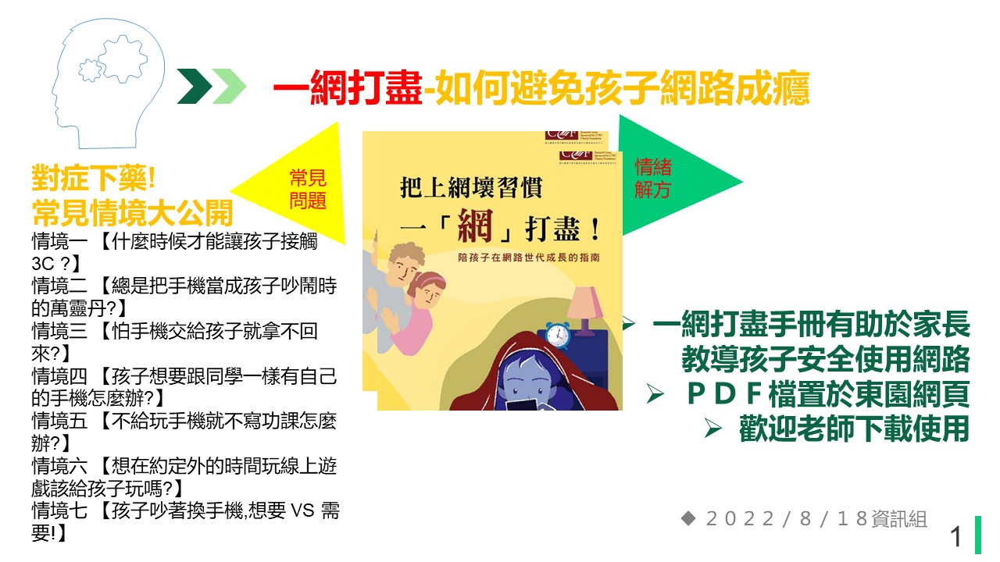 一網打盡-如何避免孩子網路成癮
常見
問題
情緒
解方
對症下藥!
常見情境大公開
情境一 【什麼時候才能讓孩子接觸
3C ?】
情境二 【總是把手機當成孩子吵鬧時
的萬靈丹?】
情境三 【怕手機交給孩子就拿不回
來?】
情境四 【孩子想要跟同學一樣有自己
的手機怎麼辦?】
情境五 【不給玩手機就不寫功課怎麼
辦?】
情境六 【想在約定外的時間玩線上遊
戲該給孩子玩嗎?】
情境七 【孩子吵著換手機,想要 VS 需
要!】
把上網壞習慣
一「網」打盡！
陪孩子在網路世代成長的指南
➢ 一網打盡手冊有助於家長
教導孩子安全使用網路
➢ ＰＤＦ檔置於東園網頁
➢ 歡迎老師下載使用
◆ ２０２２／８／１８資訊組
1